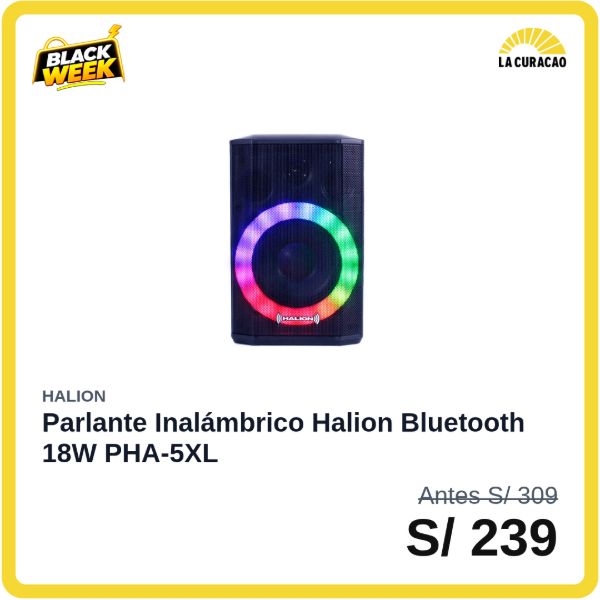 BLACK
WEEK
LA CURACAO
HALION
HALION
Parlante Inalámbrico Halion Bluetooth
18W PHA-5XL
Antes S/ 309
S/ 239